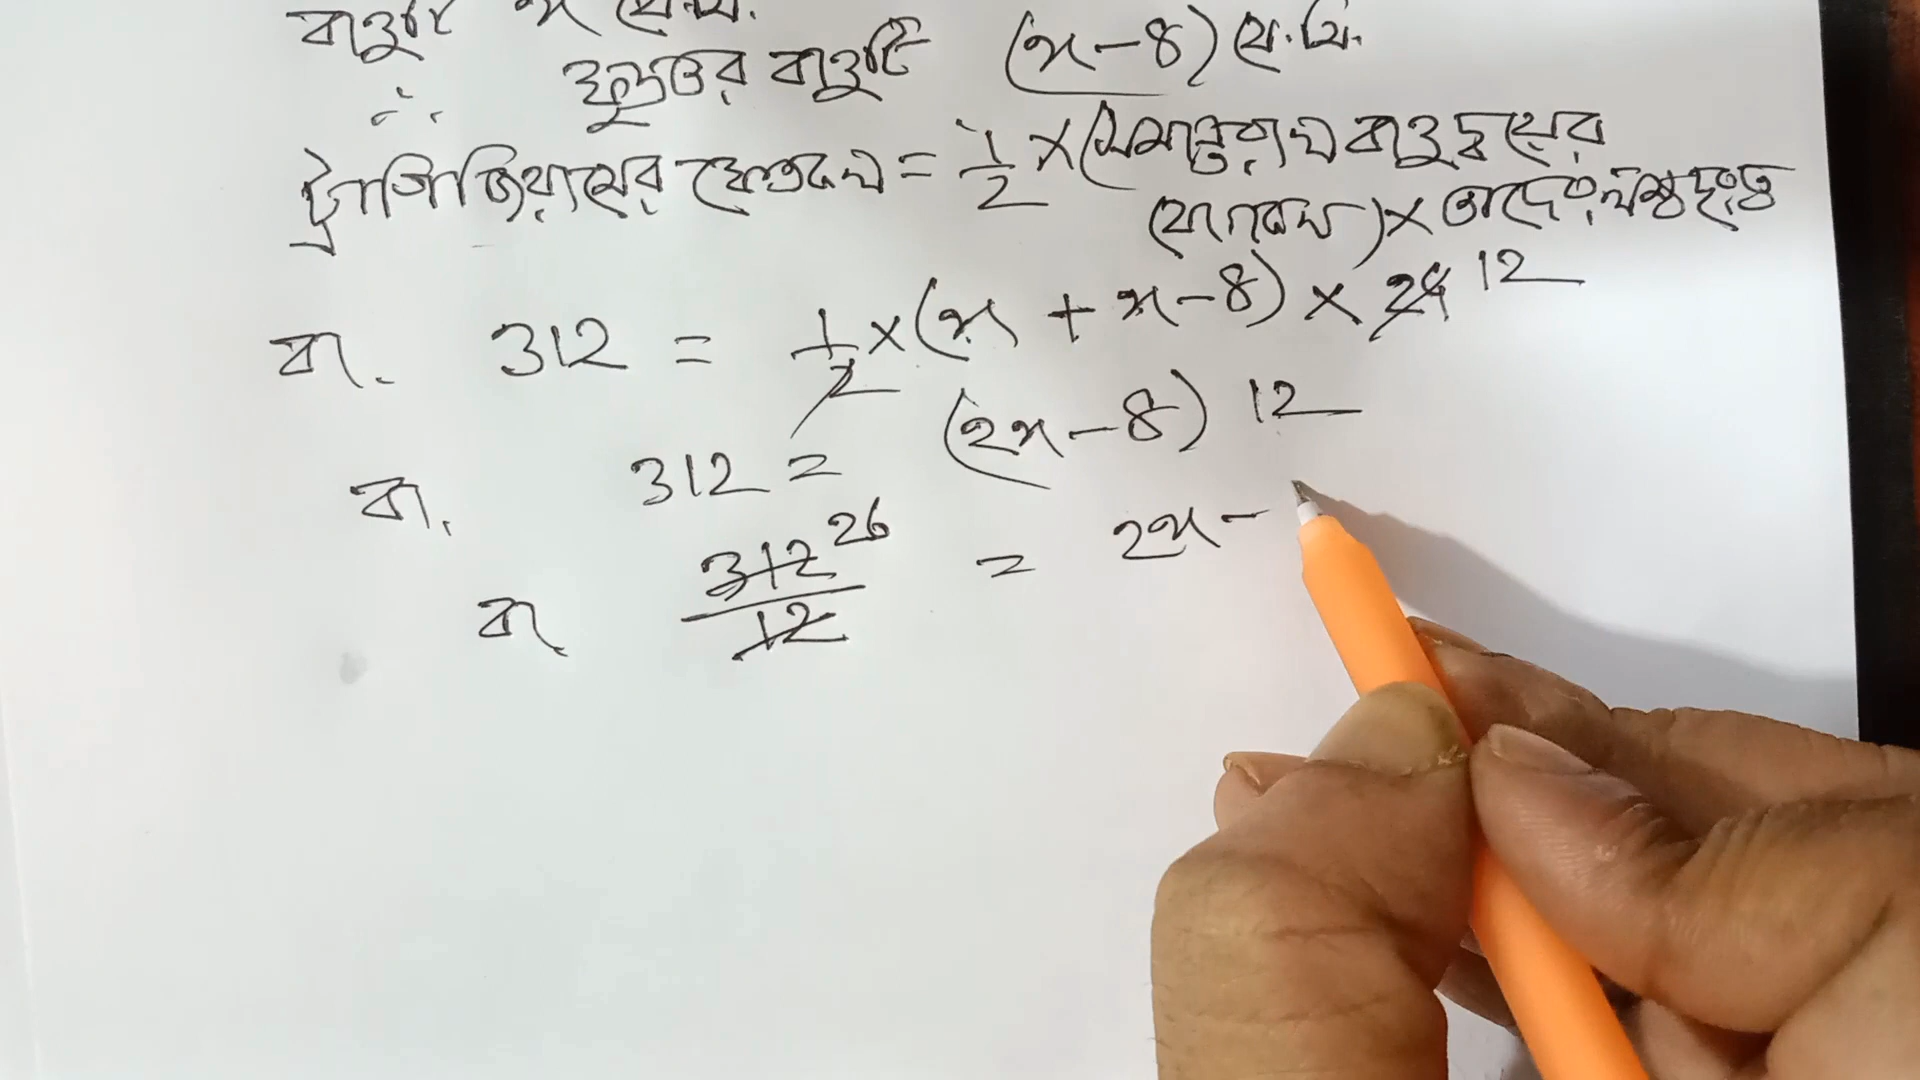 বাহুটি x সে.মি.
∴ ক্ষুদ্রতর বাহুটি (x-8) সে.মি.
ট্রাপিজিয়ামের ক্ষেত্রফল = 1/2 × (সমান্তরাল বাহুদ্বয়ের
যোগফল) × তাদের লম্ব দূরত্ব
বা. 312 = 1/2 × (x + x-8) × 24 12
বা. 312 = (2x-8) 12
বা 312/12 26 = 2x-